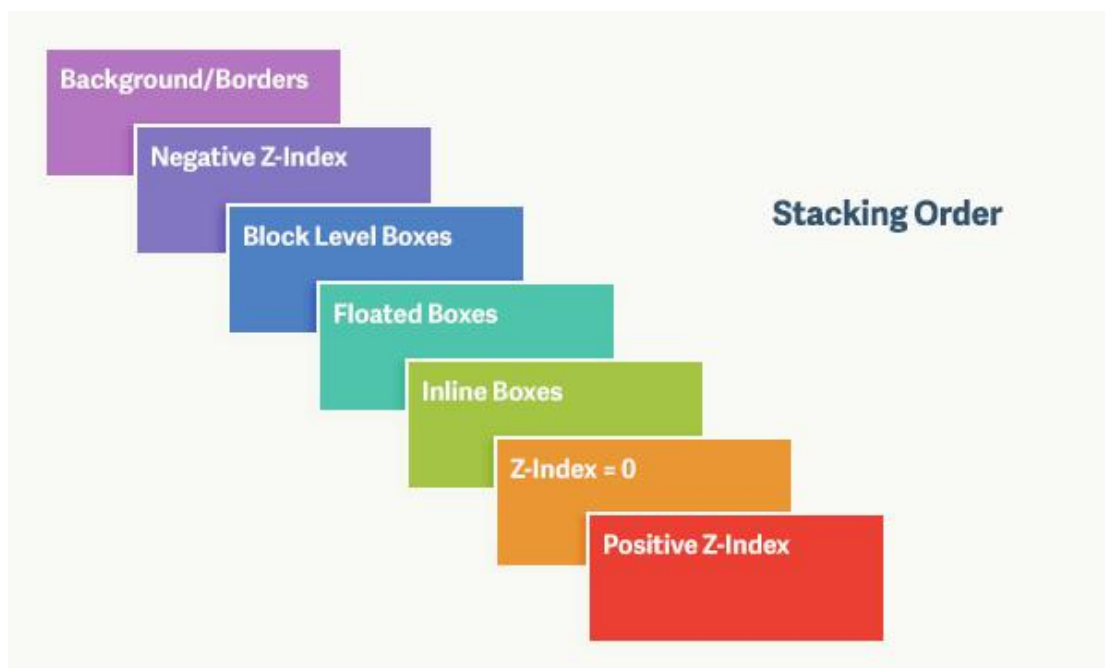 Background/Borders
Negative Z-Index
Block Level Boxes
Stacking Order
Floated Boxes
Inline Boxes
Z-Index = 0
Positive Z-Index